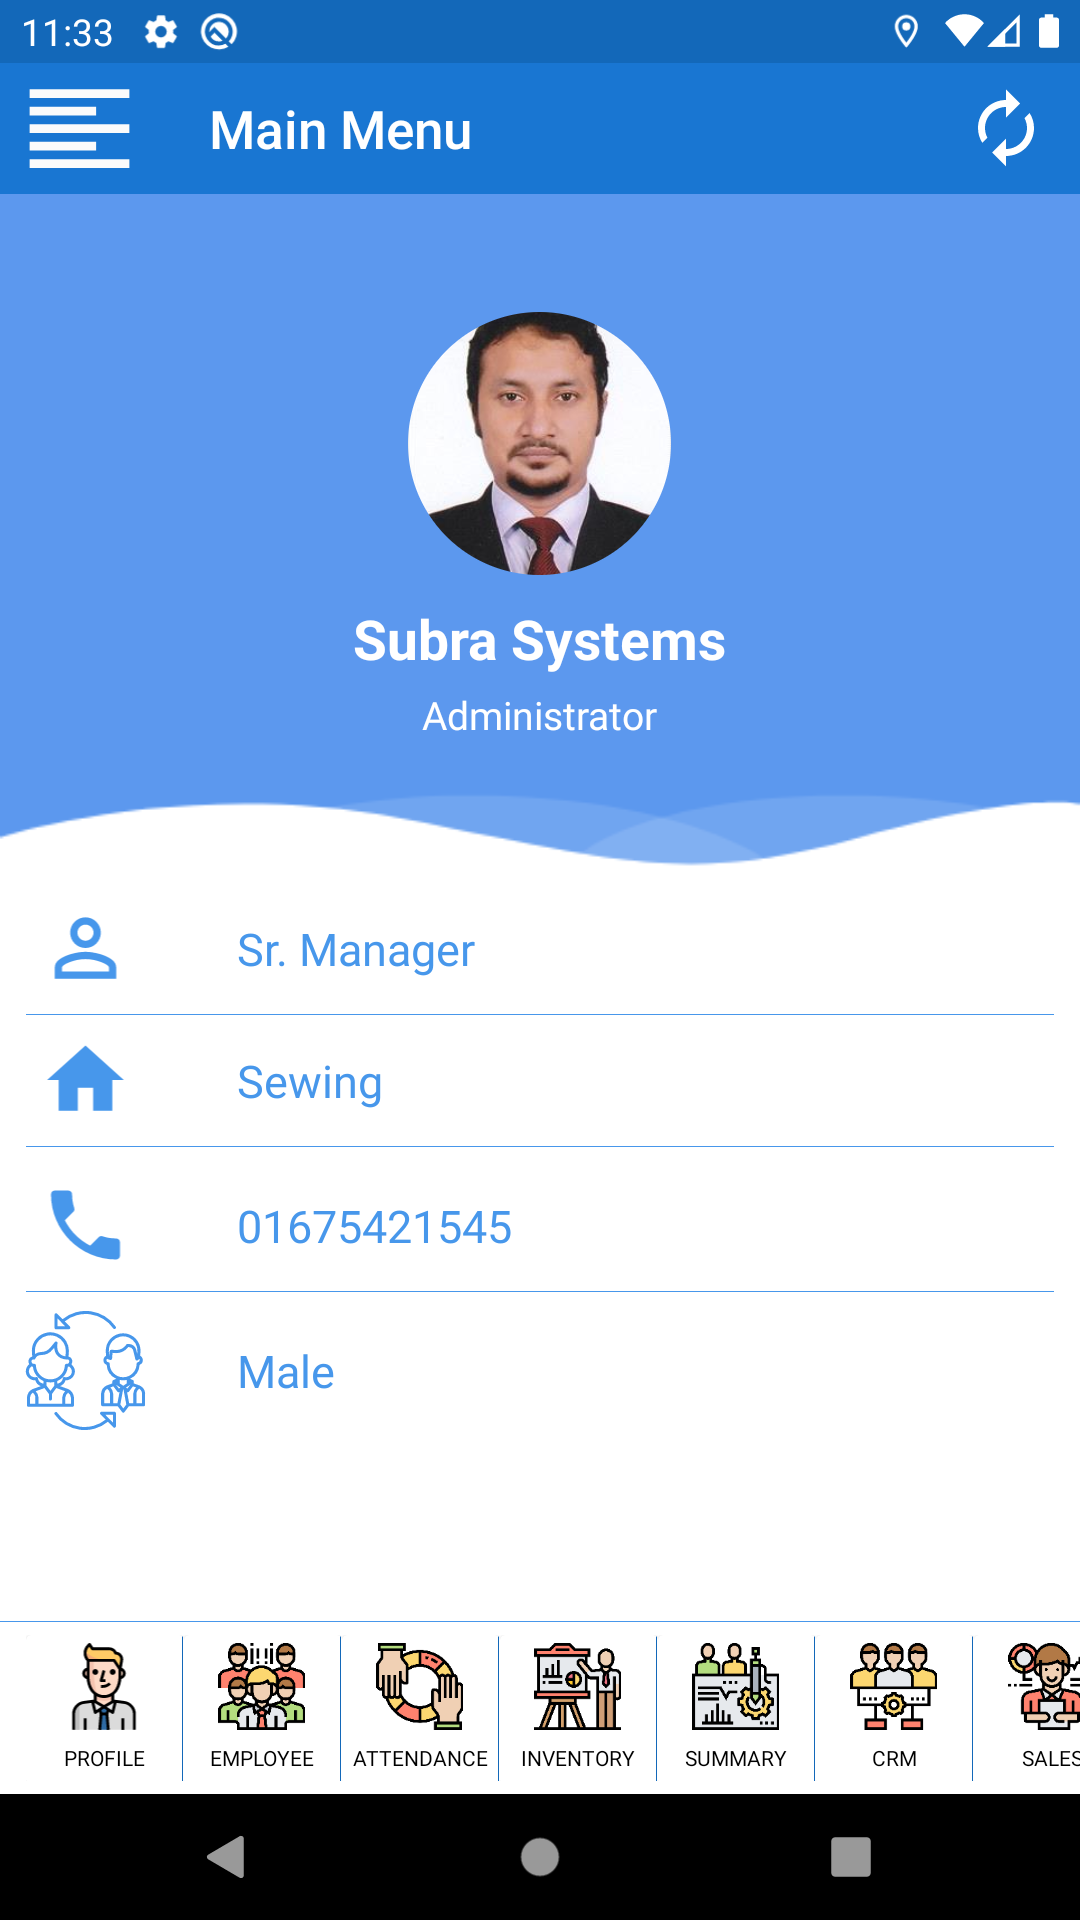 11:33
Main Menu
Subra Systems
Administrator
Sr. Manager
Sewing
01675421545
Male
PROFILE
EMPLOYEE
ATTENDANCE
INVENTORY
SUMMARY
CRM
SALES